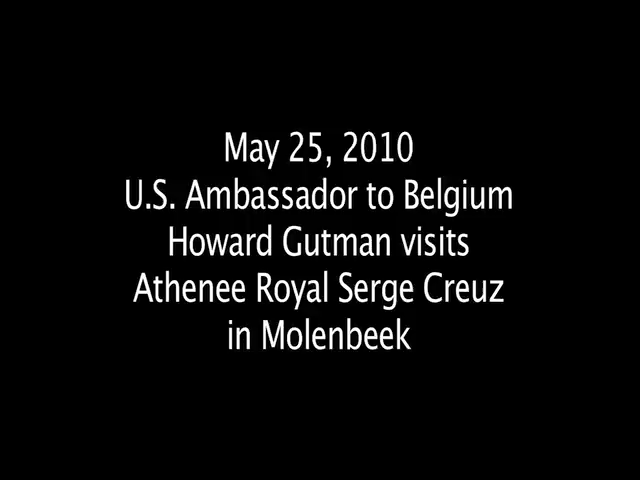 May 25, 2010
U.S. Ambassador to Belgium
Howard Gutman visits
Athenee Royal Serge Creuz
in Molenbeek